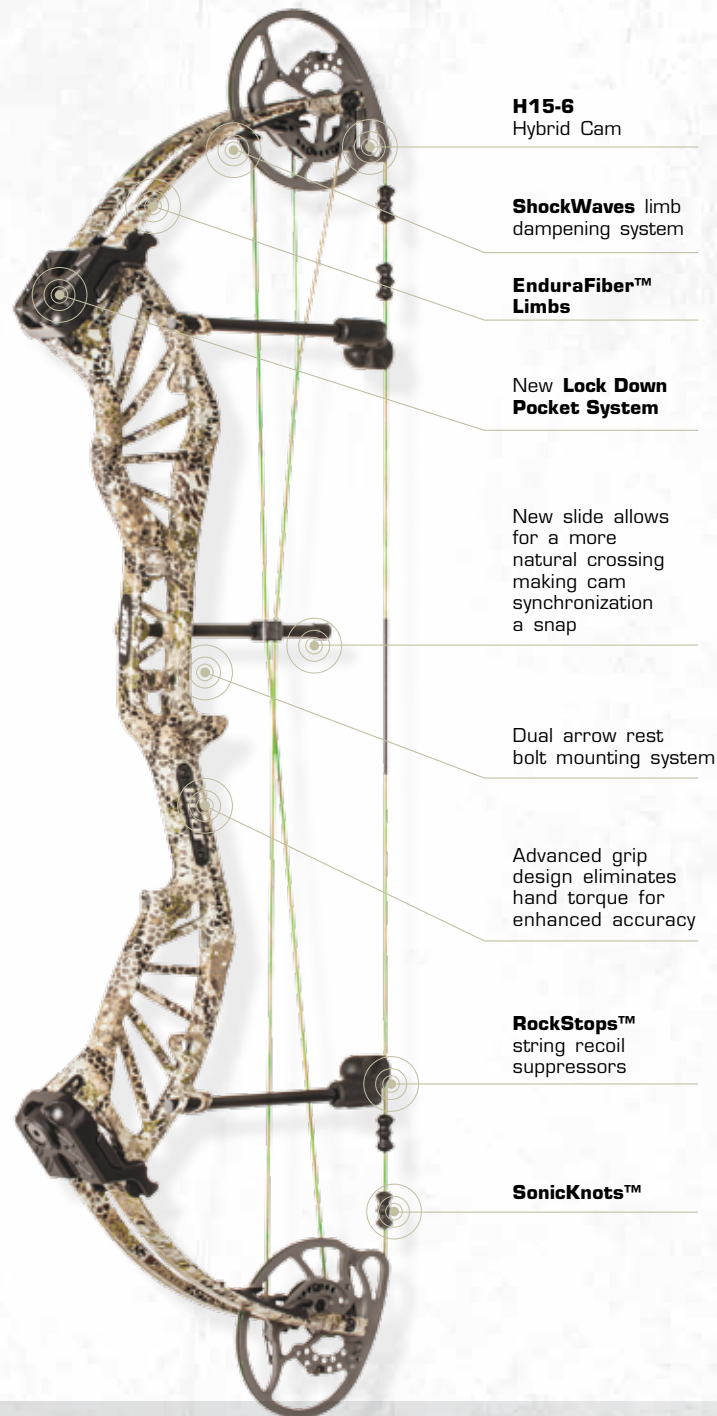 H15-6
Hybrid Cam
ShockWaves limb
dampening system
EnduraFiber™
Limbs
New Lock Down
Pocket System
New slide allows
for a more
natural crossing
making cam
synchronization
a snap
Dual arrow rest
bolt mounting system
Advanced grip
design eliminates
hand torque for
enhanced accuracy
RockStops™
string recoil
suppressors
SonicKnots™